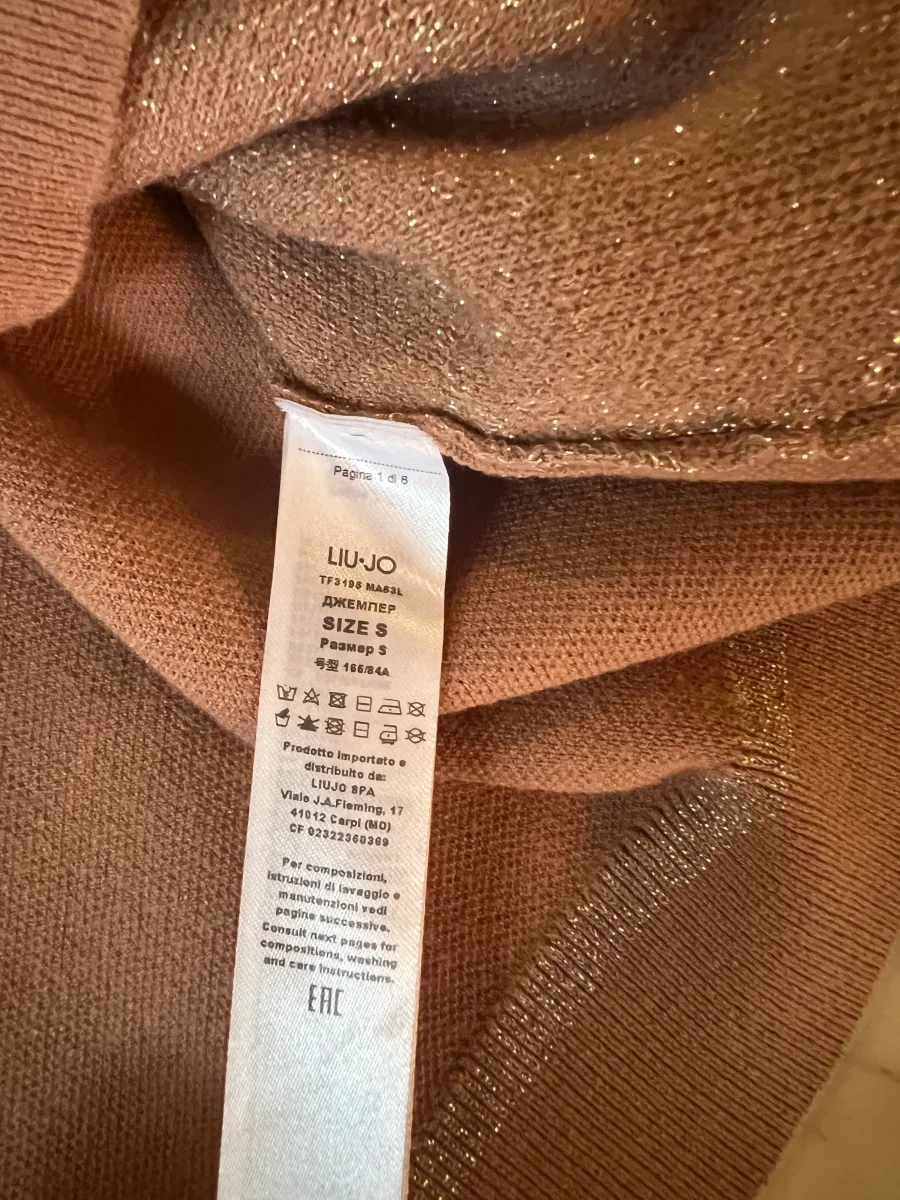 Pagina 1 di 8
LIU·JO
TF3195 MA63L
ДЖЕМПЕР
SIZE S
Размер S
号型 165/84A
Prodotto importato e
distribuito da:
LIUJO SPA
Viale J.A.Fleming, 17
41012 Carpi (MO)
CF 02322360369
Per composizioni,
istruzioni di lavaggio e
manutenzioni vedi
pagine successive.
Consult next pages for
compositions, washing
and care instructions.
EAC